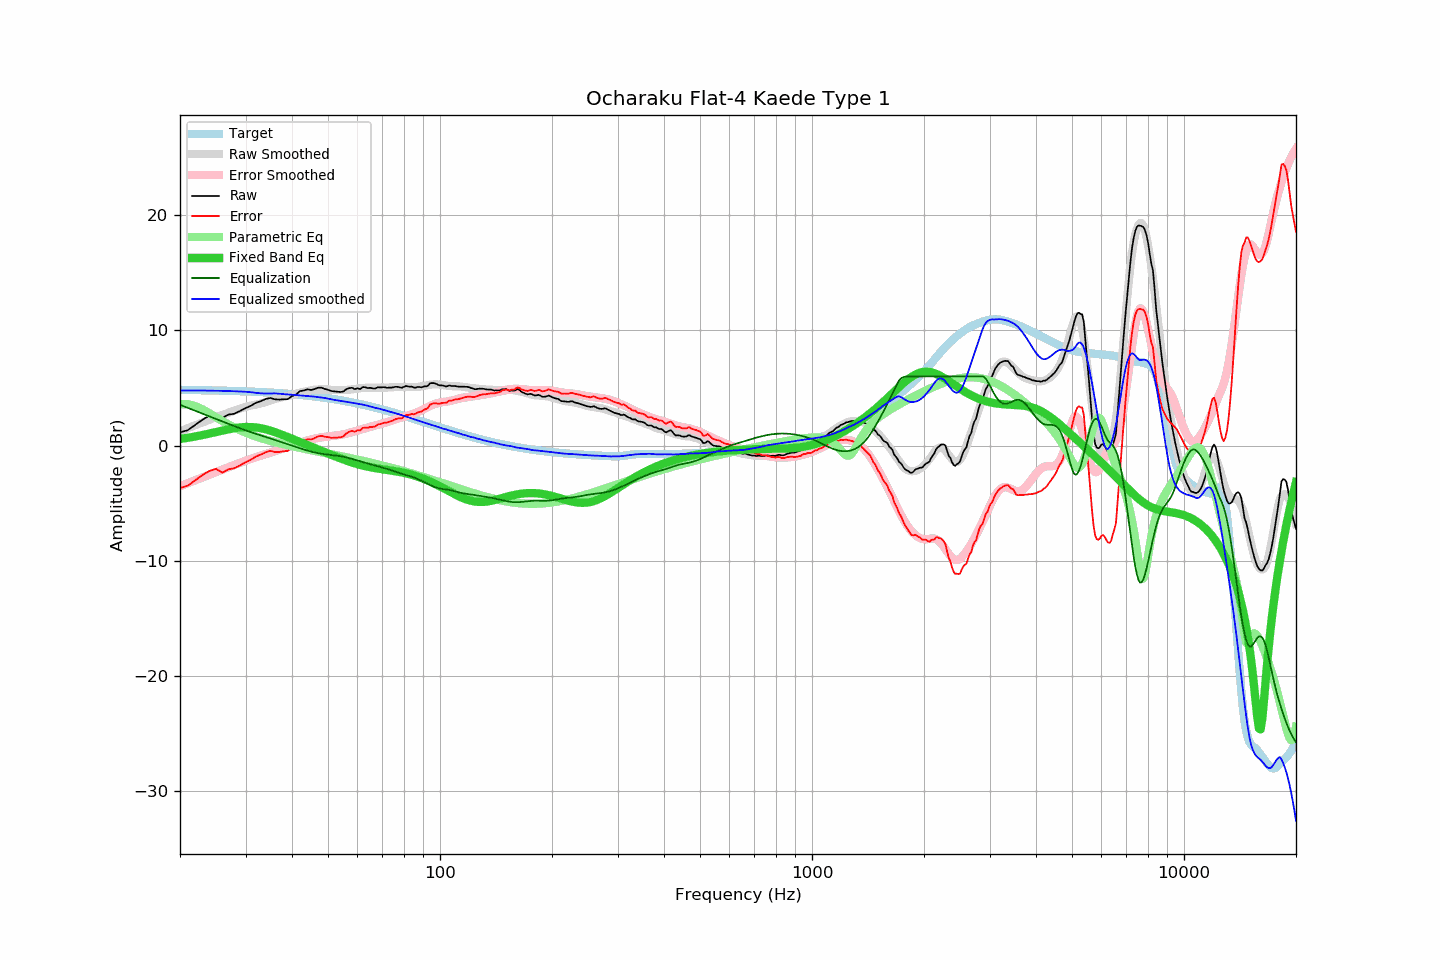 Ocharaku Flat-4 Kaede Type 1
Target
Raw Smoothed
Error Smoothed
Raw
Error
Parametric Eq
Fixed Band Eq
Equalization
Equalized smoothed
20
10
0
−10
−20
−30
Amplitude (dBr)
100
1000
10000
Frequency (Hz)